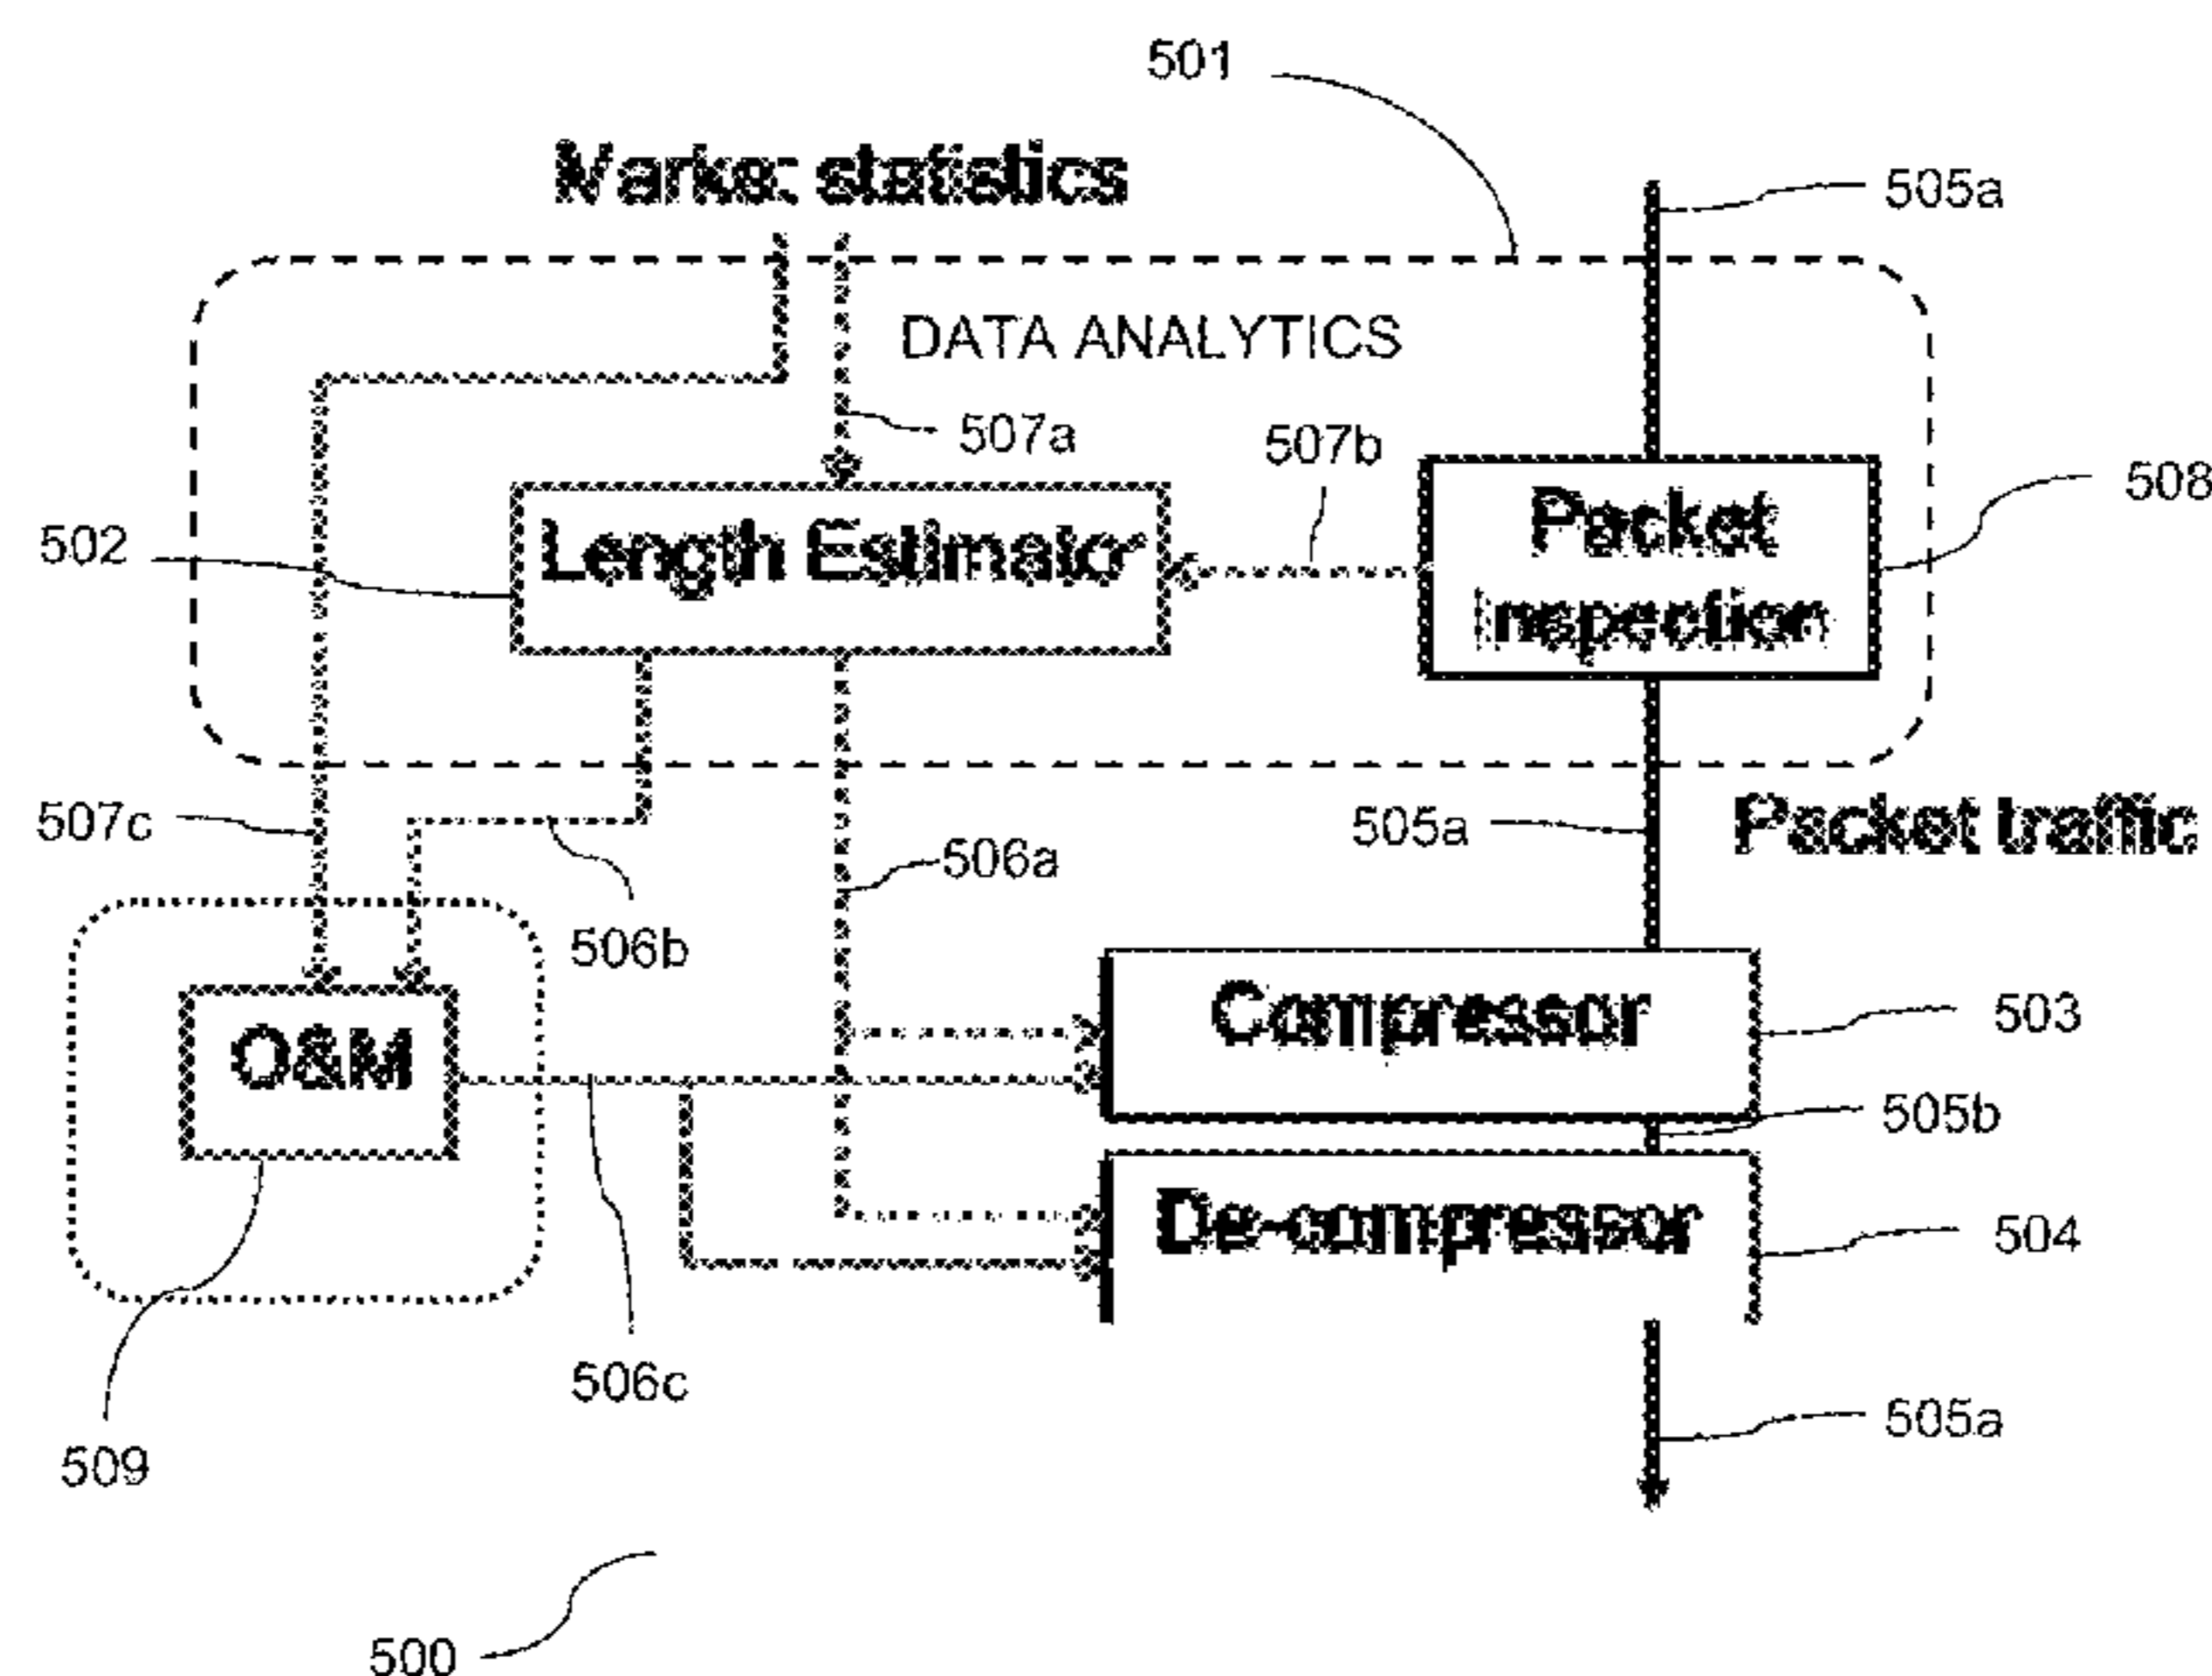 501
Market statistics
505a
DATA ANALYTICS
507a
507b
508
502
Length Estimator
Packet
Inspection
507c
506a
505a
Packet traffic
506b
O&M
Compressor
503
505b
De-compressor
504
506c
505a
509
500